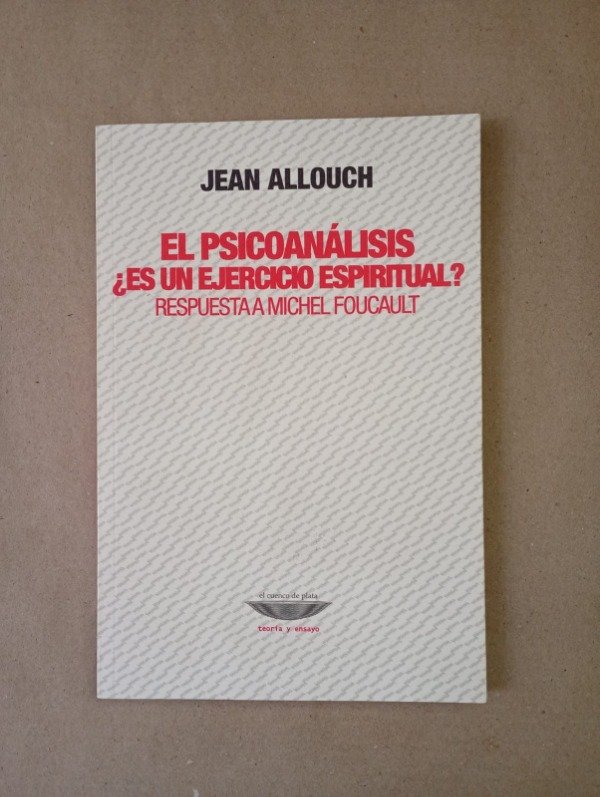 JEAN ALLOUCH
EL PSICOANÁLISIS
¿ES UN EJERCICIO ESPIRITUAL?
RESPUESTA A MICHEL FOUCAULT
el cuenco de plata
teoría y ensayo